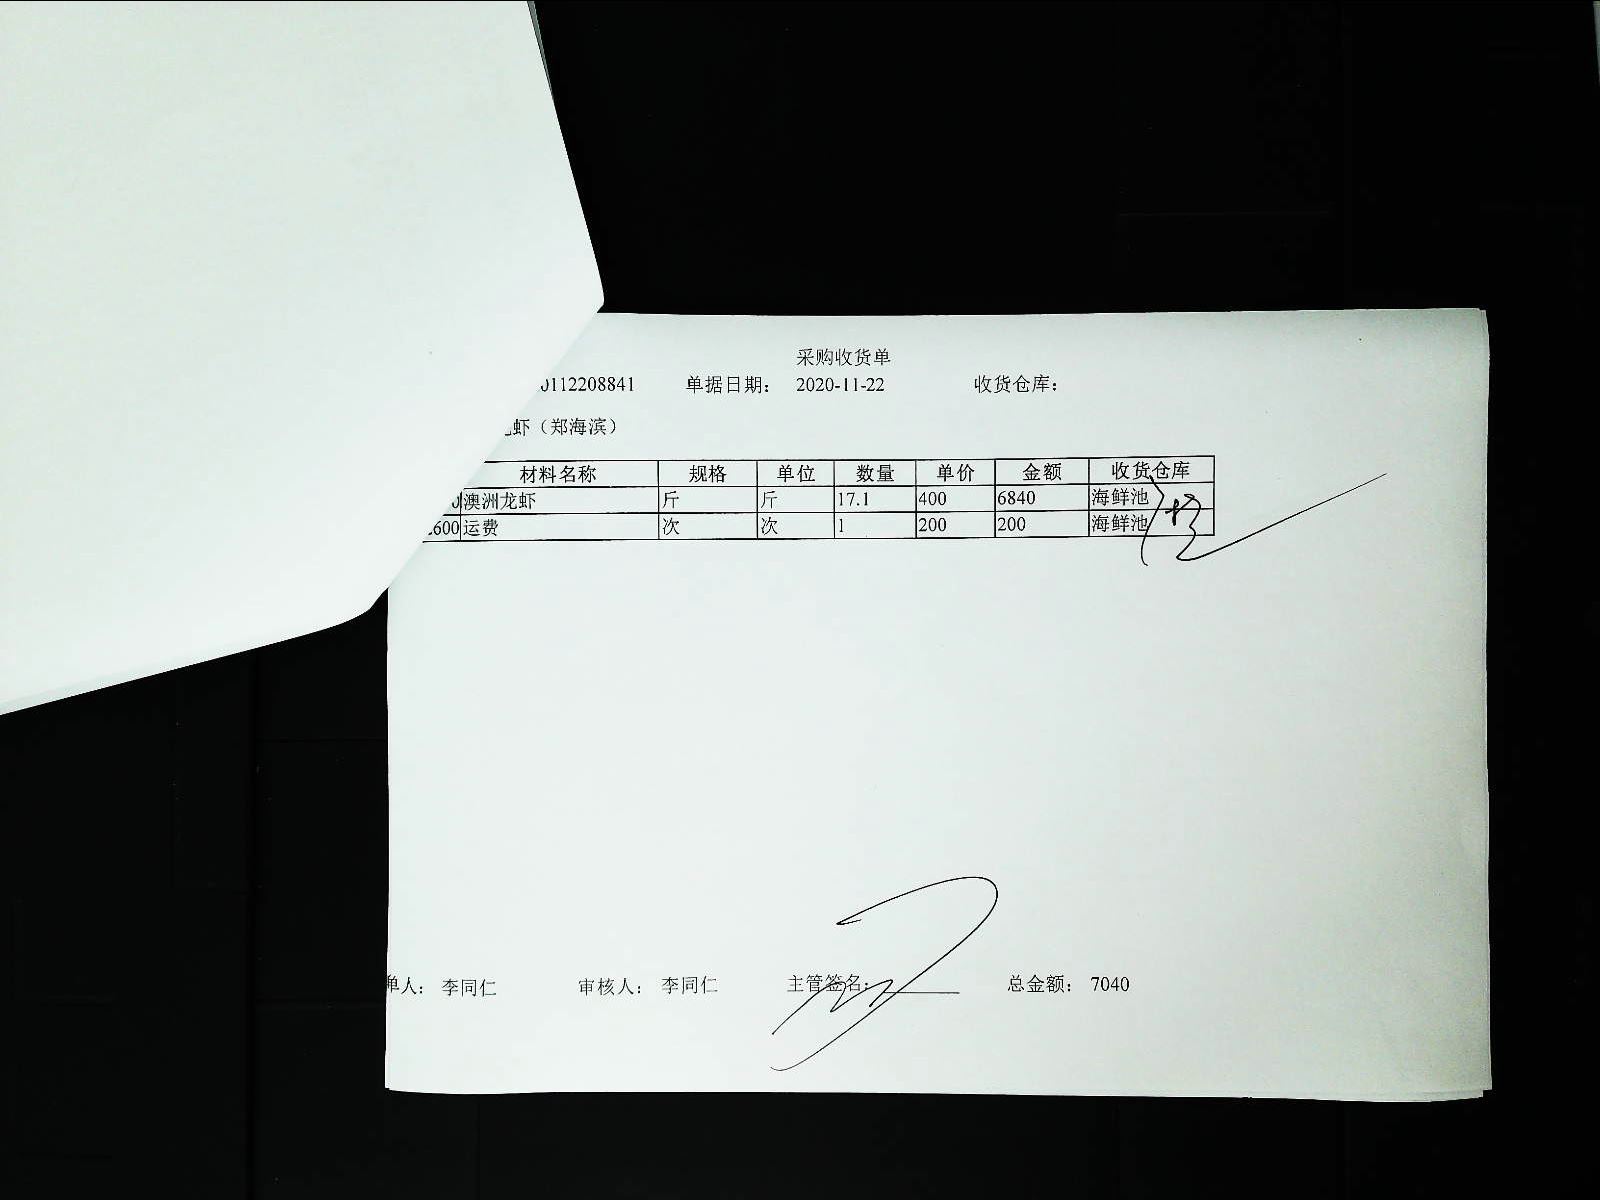 采购收货单
0112208841 单据日期： 2020-11-22 收货仓库：
虾（郑海滨）
材料名称 规格 单位 数量 单价 金额 收货仓库
0 澳洲龙虾 斤 斤 17.1 400 6840 海鲜池
600 运费 次 次 1 200 200 海鲜池
单人： 李同仁 审核人： 李同仁 主管签名： 总金额： 7040